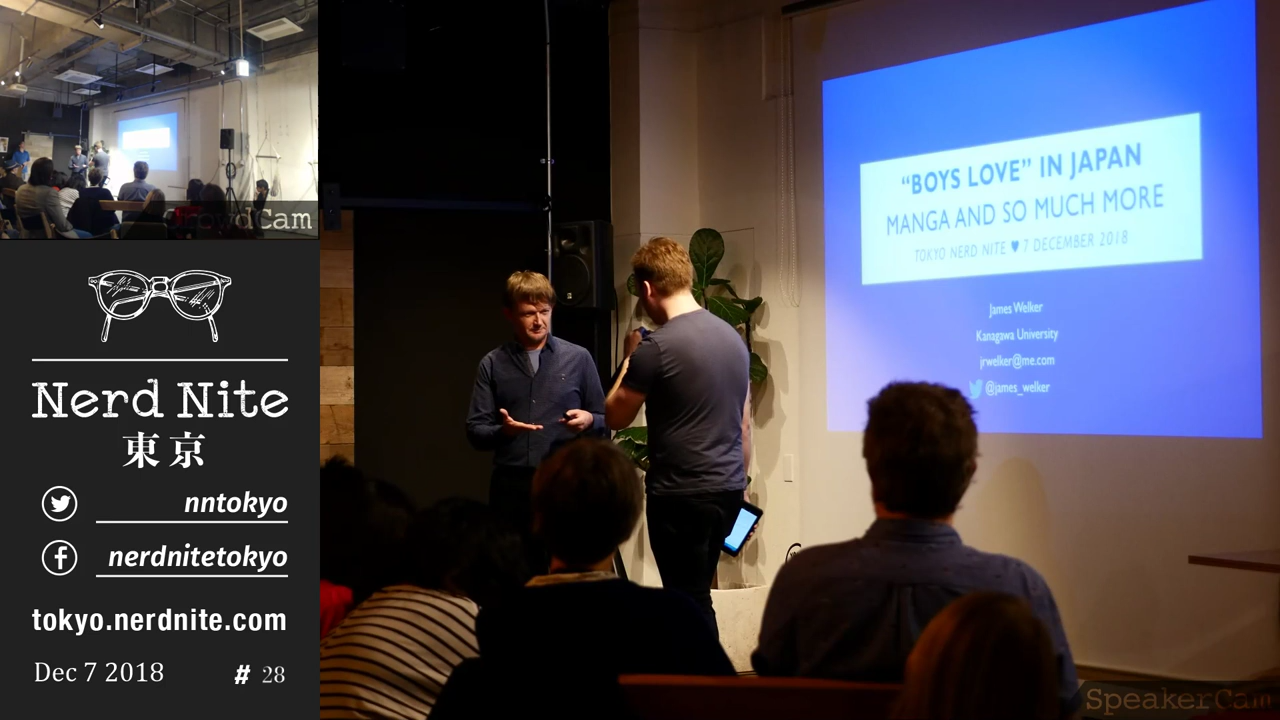 CrowdCam
Nerd Nite
東京
nntokyo
nerdnitetokyo
tokyo.nerdnite.com
Dec 7 2018 # 28
“BOYS LOVE” IN JAPAN
MANGA AND SO MUCH MORE
TOKYO NERD NITE ♥ 7 DECEMBER 2018
James Welker
Kanagawa University
jrwelker@me.com
@james_welker
SpeakerCam